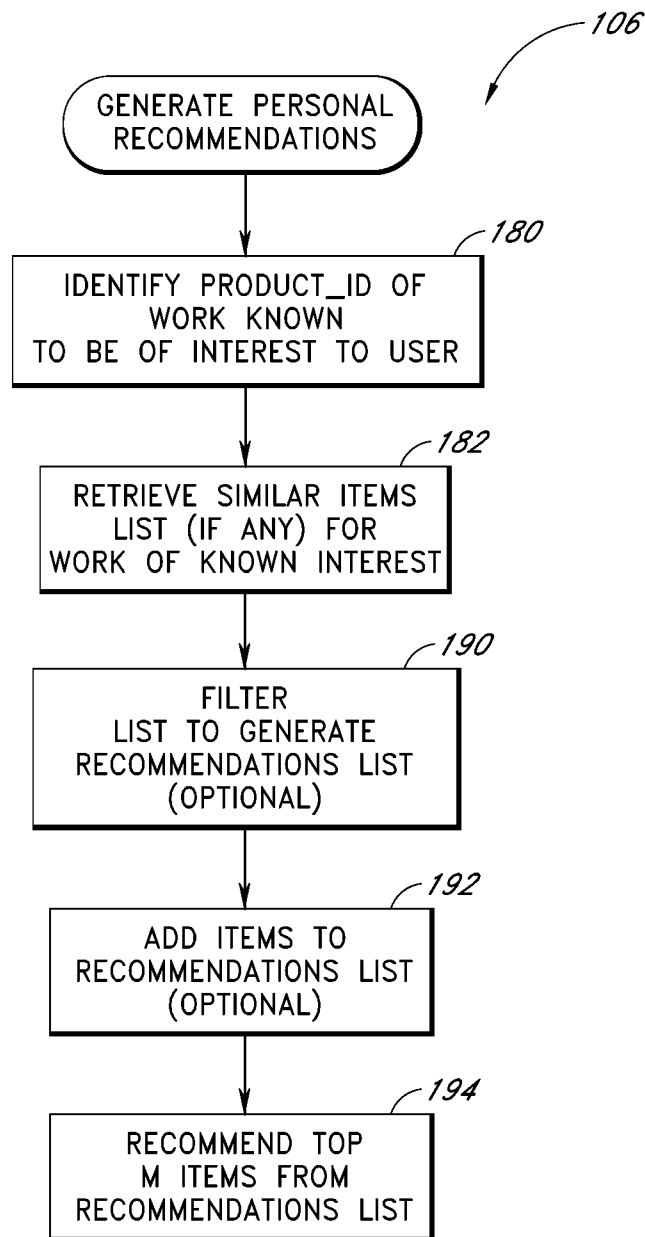 106
GENERATE PERSONAL
RECOMMENDATIONS
180
IDENTIFY PRODUCT_ID OF
WORK KNOWN
TO BE OF INTEREST TO USER
182
RETRIEVE SIMILAR ITEMS
LIST (IF ANY) FOR
WORK OF KNOWN INTEREST
190
FILTER
LIST TO GENERATE
RECOMMENDATIONS LIST
(OPTIONAL)
192
ADD ITEMS TO
RECOMMENDATIONS LIST
(OPTIONAL)
194
RECOMMEND TOP
M ITEMS FROM
RECOMMENDATIONS LIST